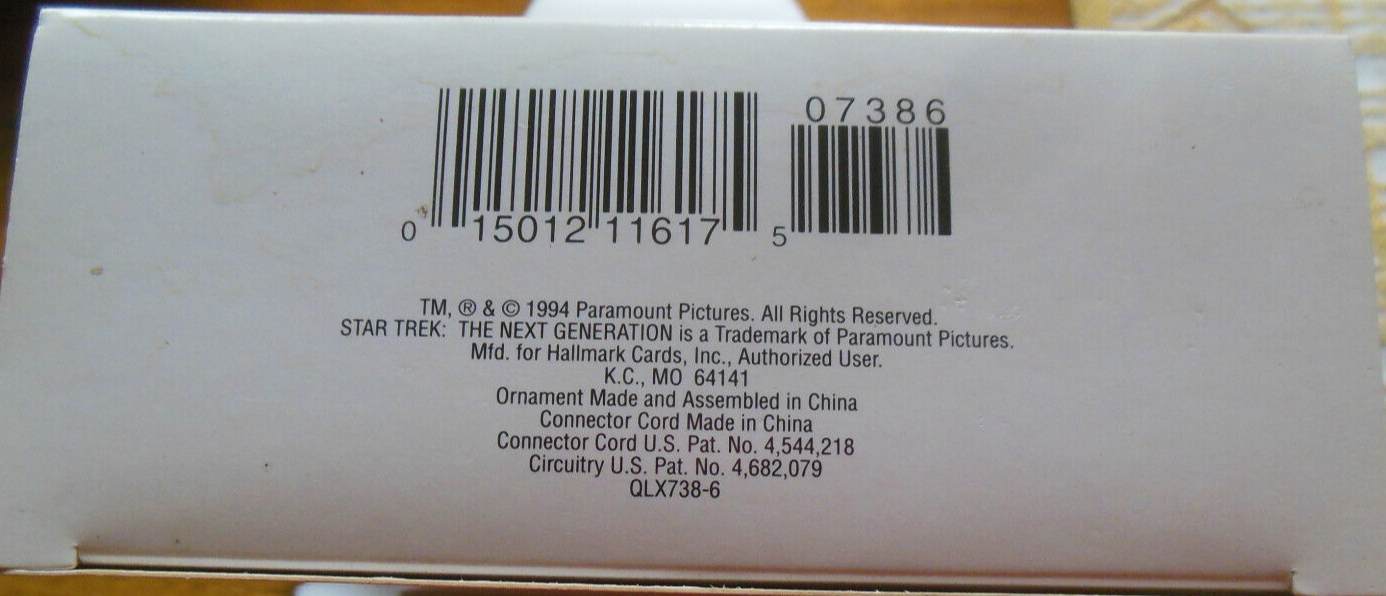 07386
0 15012 11617 5
TM, ® & © 1994 Paramount Pictures. All Rights Reserved.
STAR TREK: THE NEXT GENERATION is a Trademark of Paramount Pictures.
Mfd. for Hallmark Cards, Inc., Authorized User.
K.C., MO 64141
Ornament Made and Assembled in China
Connector Cord Made in China
Connector Cord U.S. Pat. No. 4,544,218
Circuitry U.S. Pat. No. 4,682,079
QLX738-6